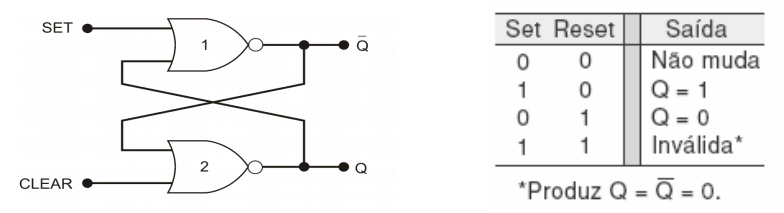 SET
1
Q̅
2
Q
CLEAR
Set Reset Saída
0 0 Não muda
1 0 Q = 1
0 1 Q = 0
1 1 Inválida*
*Produz Q = Q̅ = 0.